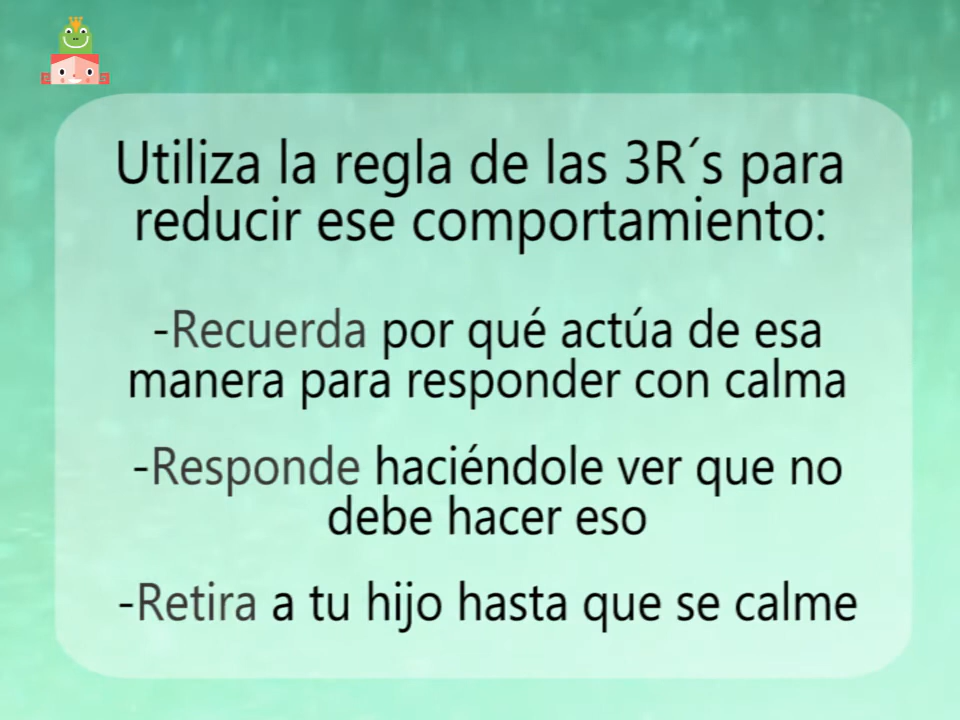 Utiliza la regla de las 3R´s para
reducir ese comportamiento:
-Recuerda por qué actúa de esa
manera para responder con calma
-Responde haciéndole ver que no
debe hacer eso
-Retira a tu hijo hasta que se calme